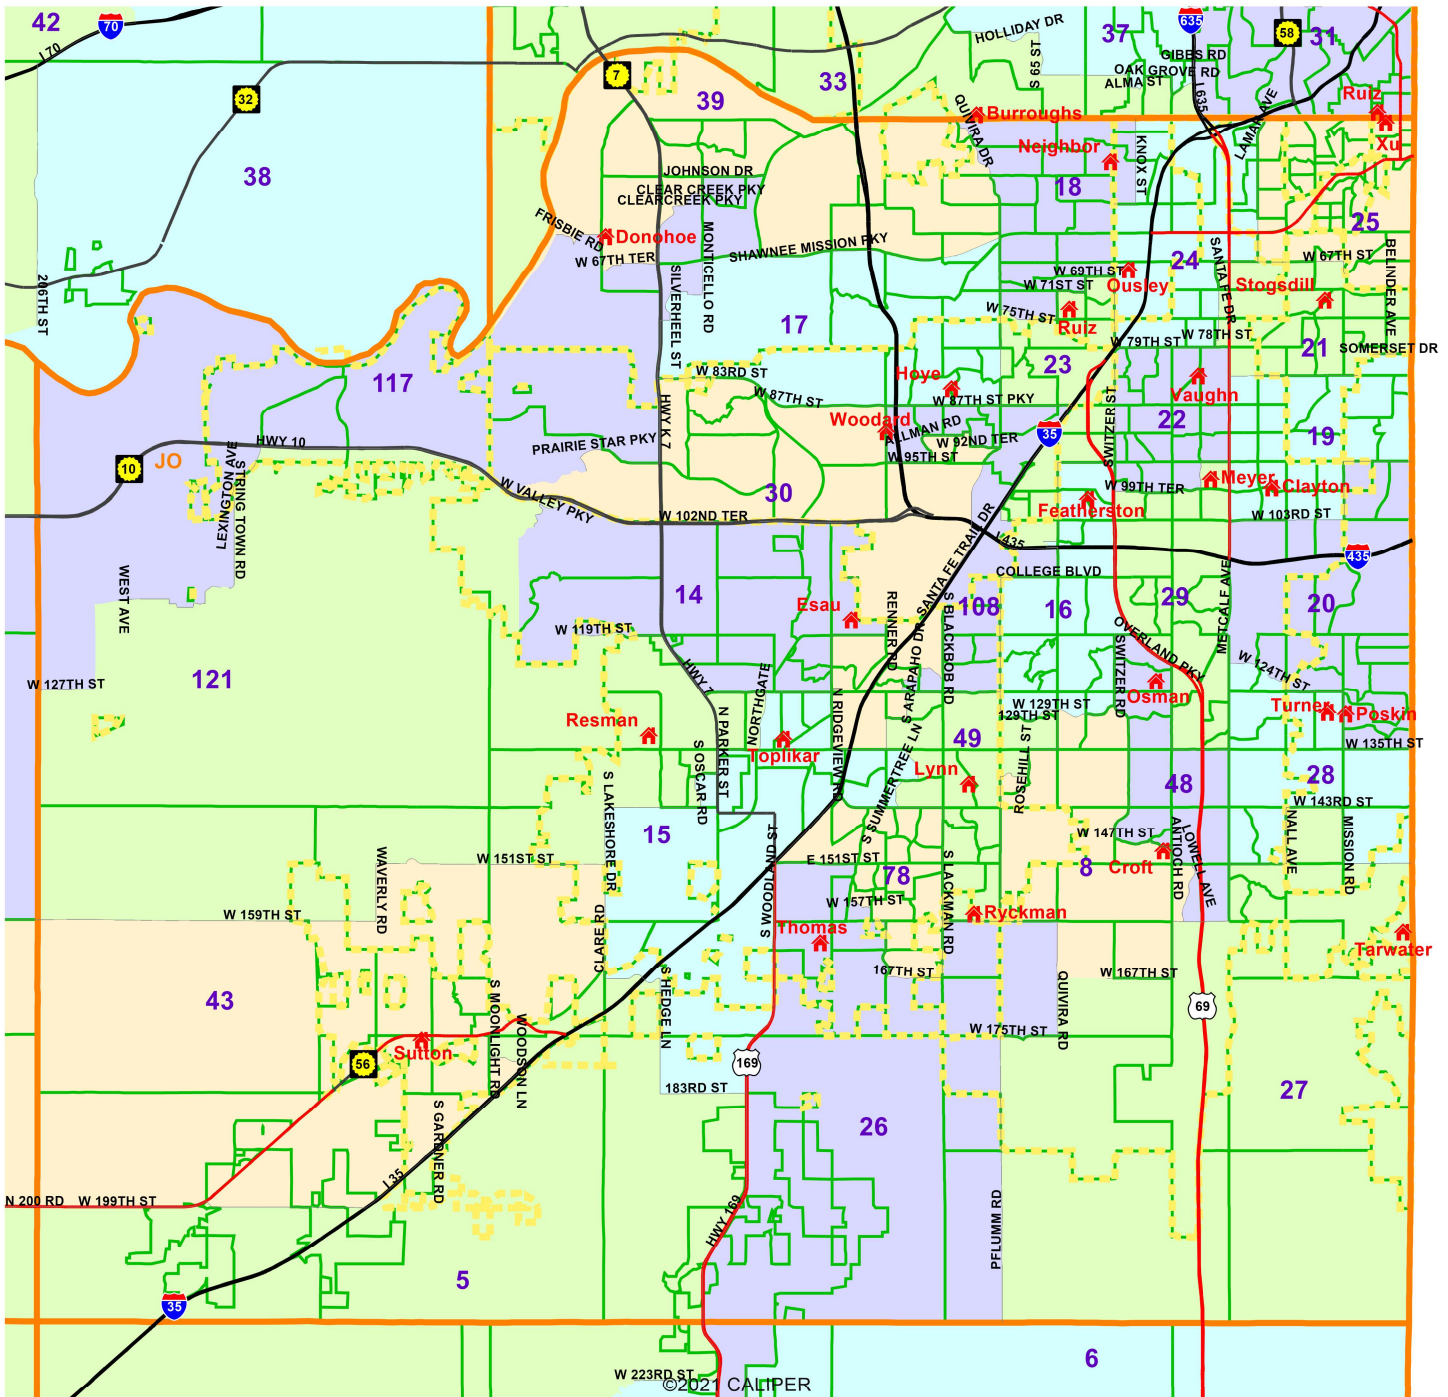 42
70
I 70
37
635
58
31
HOLLIDAY DR
GIBBS RD
S 65 ST
OAK GROVE RD
ALMA ST
I 635
7
33
32
39
QUIVIRA DR
Burroughs
LAMAR AVE
Ruiz
Neighbor
KNOX ST
Xu
38
JOHNSON DR
CLEAR CREEK PKY
CLEARCREEK PKY
18
25
FRISBIE RD
Donohoe
MONTICELLO RD
SHAWNEE MISSION PKY
W 67TH TER
SANTA FE DR
BELINDER AVE
W 67TH ST
24
206TH ST
SILVERHEEL ST
W 69TH ST
W 71ST ST
Ousley
Stogsdill
17
W 75TH ST
Ruiz
W 78TH ST
W 79TH ST
21
SOMERSET DR
23
117
W 83RD ST
Hoye
Vaughn
W 87TH ST
W 87TH ST PKY
HWY K 7
SWITZER ST
Woodard
ALLMAN RD
22
35
19
HWY 10
PRAIRIE STAR PKY
W 92ND TER
W 95TH ST
10
JO
LEXINGTON AVE
STRING TOWN RD
W VALLEY PKY
30
W 99TH TER
Meyer
Clayton
Featherston
W 102ND TER
W 103RD ST
I 435
435
WEST AVE
COLLEGE BLVD
SANTA FE TRAIL DR
14
Esau
RENNER RD
S BLACKBOB RD
108
16
29
METCALF AVE
20
W 119TH ST
S ARAPAHO DR
OVERLAND PKY
SWITZER RD
W 124TH ST
121
W 127TH ST
HWY 7
NORTHGATE
N RIDGEVIEW RD
Osman
W 129TH ST
129TH ST
Turner
Poskin
Resman
N PARKER ST
S OSCAR RD
Toplikar
49
W 135TH ST
S LAKESHORE DR
S SUMMERTREE LN
Lynn
ROSEHILL ST
48
28
W 143RD ST
15
W 147TH ST
ANTIOCH RD
LOWELL AVE
NALL AVE
MISSION RD
WAVERLY RD
W 151ST ST
S WOODLAND ST
E 151ST ST
S LACKMAN RD
8
Croft
78
W 159TH ST
CLARE RD
W 157TH ST
Thomas
Ryckman
Tarwater
S HEDGE LN
167TH ST
QUIVIRA RD
W 167TH ST
43
S MOONLIGHT RD
WOODSON LN
69
Sutton
W 175TH ST
56
169
183RD ST
27
S GARDNER RD
26
I 35
N 200 RD
W 199TH ST
HWY 169
PFLUMM RD
5
35
6
W 223RD ST
©2021 CALIPER